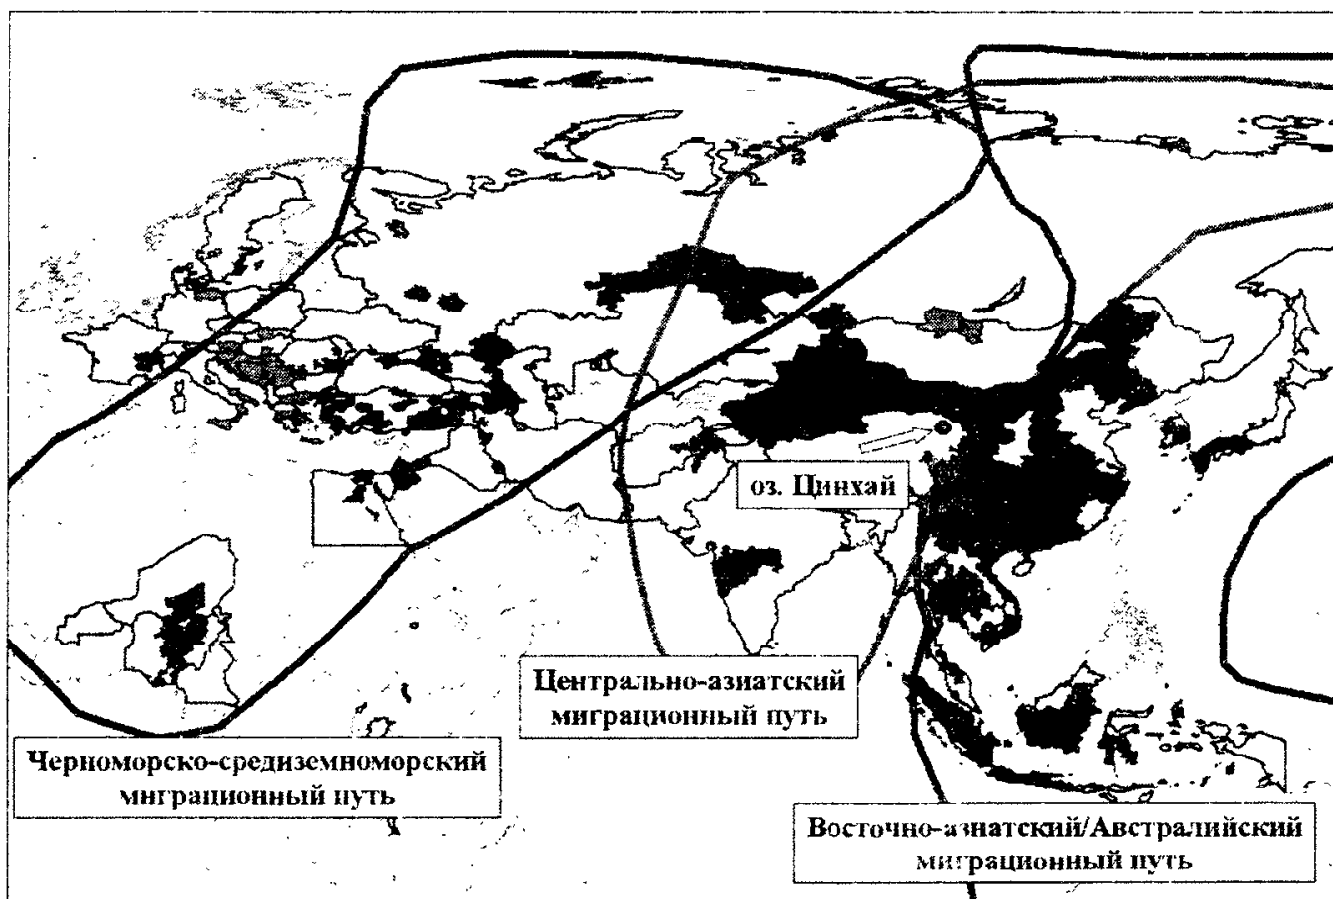 оз. Цинхай
Центрально-азиатский
миграционный путь
Черноморско-средиземноморский
миграционный путь
Восточно-азиатский/Австралийский
миграционный путь